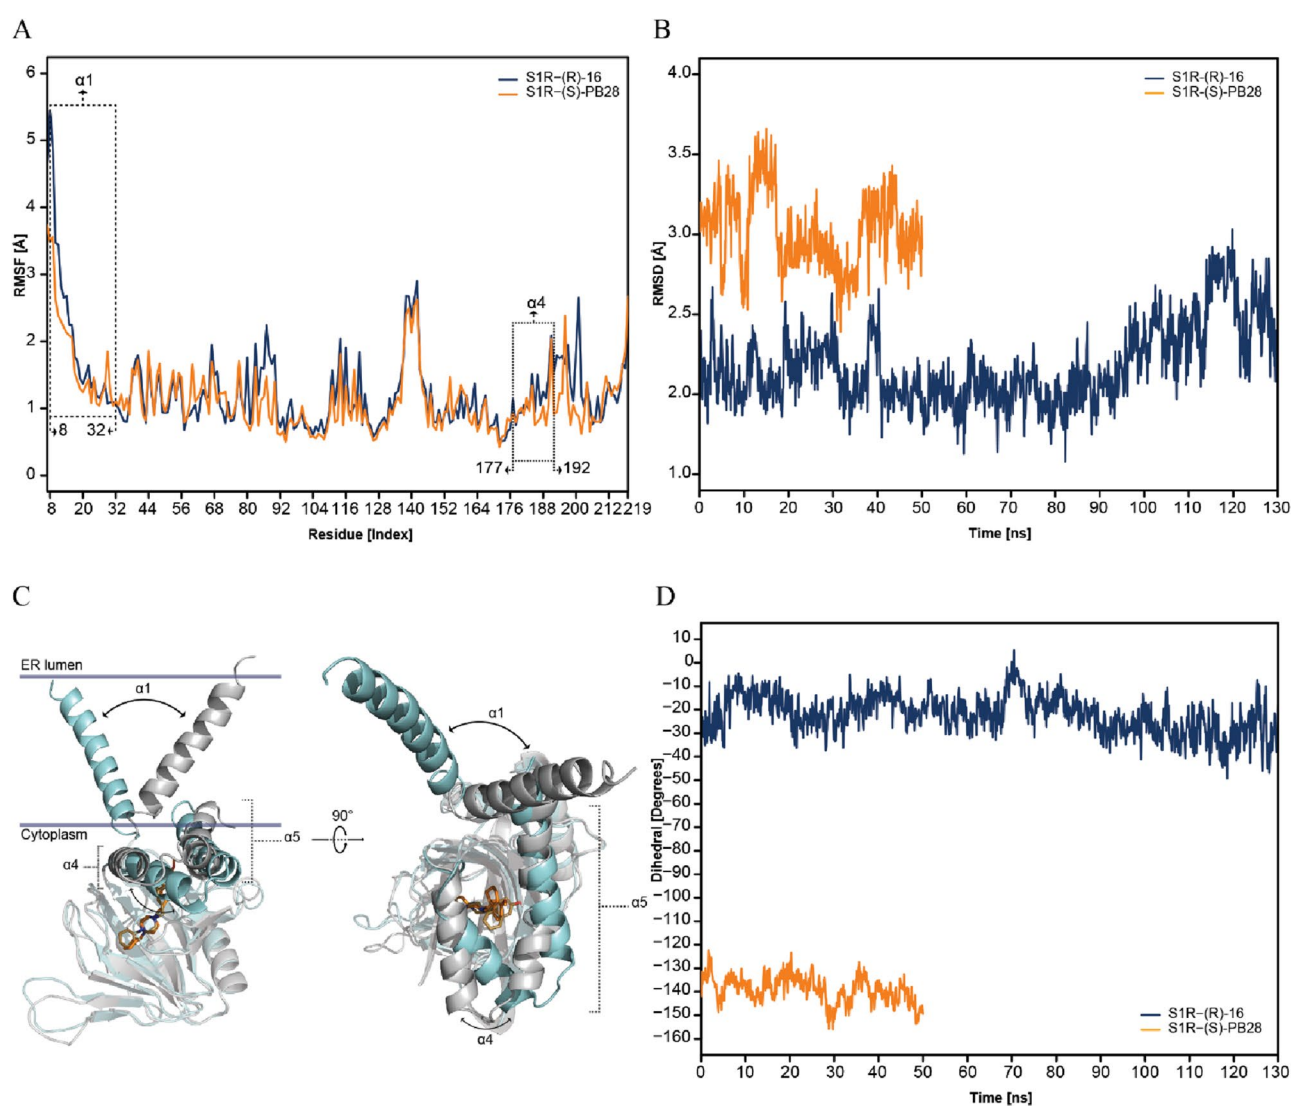 A
S1R−(R)-16
S1R−(S)-PB28
α1
α4
8
32
177
192
RMSF [Å]
6
5
4
3
2
1
0
8 20 32 44 56 68 80 92 104 116 128 140 152 164 176 188 200 212 219
Residue [Index]
B
S1R-(R)-16
S1R-(S)-PB28
RMSD [Å]
4.0
3.5
3.0
2.5
2.0
1.0
0 10 20 30 40 50 60 70 80 90 100 110 120 130
Time [ns]
C
ER lumen
α1
Cytoplasm
α4
α5
90°
α1
α5
α4
D
Dihedral [Degrees]
10
0
−10
−20
−30
−40
−50
−60
−70
−80
−90
−100
−110
−120
−130
−140
−150
−160
S1R−(R)-16
S1R−(S)-PB28
0 10 20 30 40 50 60 70 80 90 100 110 120 130
Time [ns]